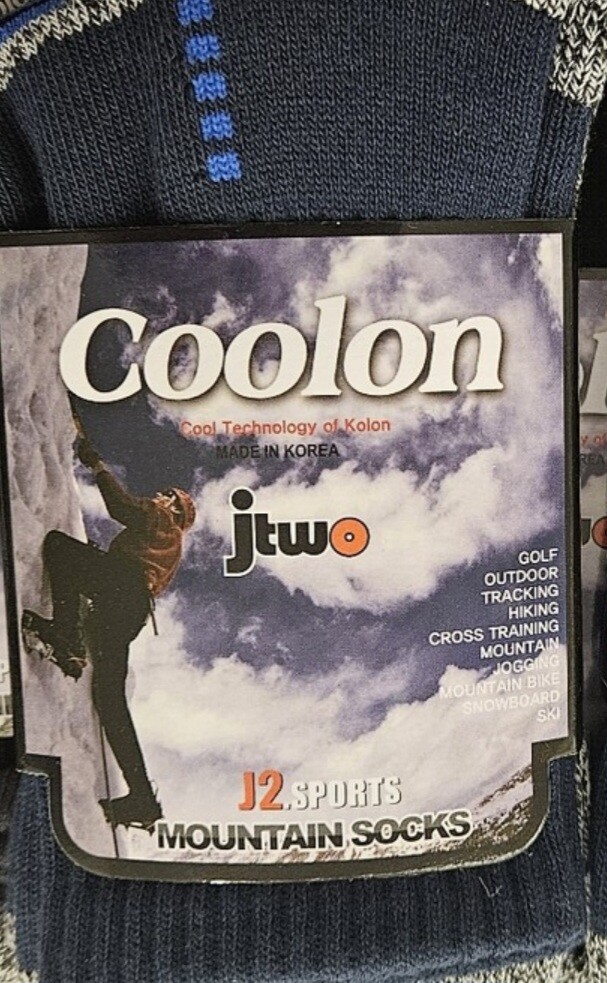 Coolon
Cool Technology of Kolon
MADE IN KOREA
jtwo
GOLF
OUTDOOR
TRACKING
HIKING
CROSS TRAINING
MOUNTAIN
JOGGING
MOUNTAIN BIKE
SNOWBOARD
SKI
J2.SPORTS
MOUNTAIN SOCKS